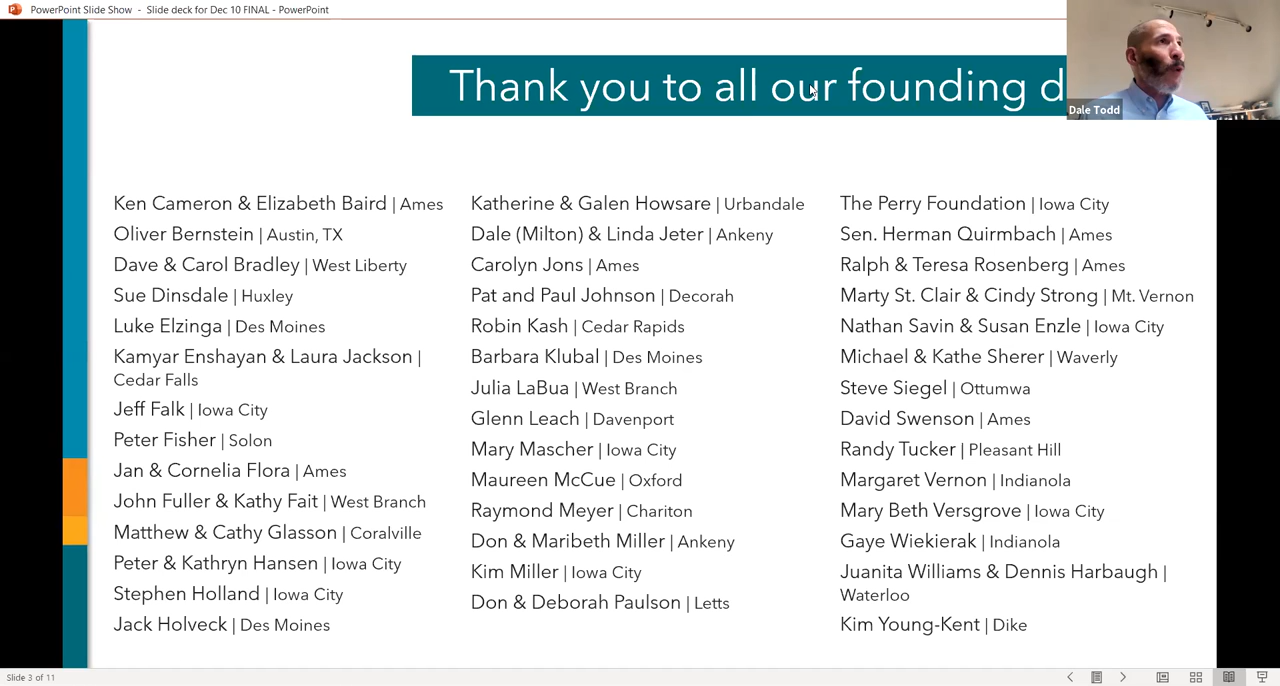 PowerPoint Slide Show - Slide deck for Dec 10 FINAL - PowerPoint
Thank you to all our founding d
Dale Todd
Ken Cameron & Elizabeth Baird | Ames
Oliver Bernstein | Austin, TX
Dave & Carol Bradley | West Liberty
Sue Dinsdale | Huxley
Luke Elzinga | Des Moines
Kamyar Enshayan & Laura Jackson |
Cedar Falls
Jeff Falk | Iowa City
Peter Fisher | Solon
Jan & Cornelia Flora | Ames
John Fuller & Kathy Fait | West Branch
Matthew & Cathy Glasson | Coralville
Peter & Kathryn Hansen | Iowa City
Stephen Holland | Iowa City
Jack Holveck | Des Moines
Katherine & Galen Howsare | Urbandale
Dale (Milton) & Linda Jeter | Ankeny
Carolyn Jons | Ames
Pat and Paul Johnson | Decorah
Robin Kash | Cedar Rapids
Barbara Klubal | Des Moines
Julia LaBua | West Branch
Glenn Leach | Davenport
Mary Mascher | Iowa City
Maureen McCue | Oxford
Raymond Meyer | Chariton
Don & Maribeth Miller | Ankeny
Kim Miller | Iowa City
Don & Deborah Paulson | Letts
The Perry Foundation | Iowa City
Sen. Herman Quirmbach | Ames
Ralph & Teresa Rosenberg | Ames
Marty St. Clair & Cindy Strong | Mt. Vernon
Nathan Savin & Susan Enzle | Iowa City
Michael & Kathe Sherer | Waverly
Steve Siegel | Ottumwa
David Swenson | Ames
Randy Tucker | Pleasant Hill
Margaret Vernon | Indianola
Mary Beth Versgrove | Iowa City
Gaye Wiekierak | Indianola
Juanita Williams & Dennis Harbaugh |
Waterloo
Kim Young-Kent | Dike
Slide 3 of 11